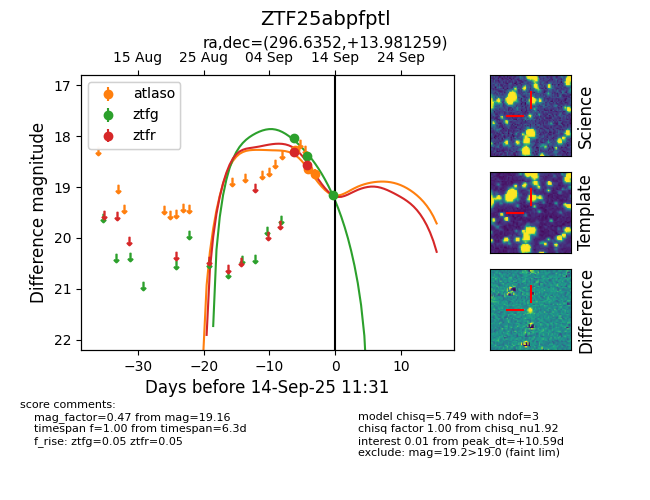 ZTF25abpfptl
ra,dec=(296.6352,+13.981259)
15 Aug 25 Aug 04 Sep 14 Sep 24 Sep
atlaso
ztfg
ztfr
17
18
19
20
21
22
Difference magnitude
−30 −20 −10 0 10
Days before 14-Sep-25 11:31
Science
Template
Difference
score comments:
mag_factor=0.47 from mag=19.16
timespan f=1.00 from timespan=6.3d
f_rise: ztfg=0.05 ztfr=0.05
model chisq=5.749 with ndof=3
chisq factor 1.00 from chisq_nu1.92
interest 0.01 from peak_dt=+10.59d
exclude: mag=19.2>19.0 (faint lim)